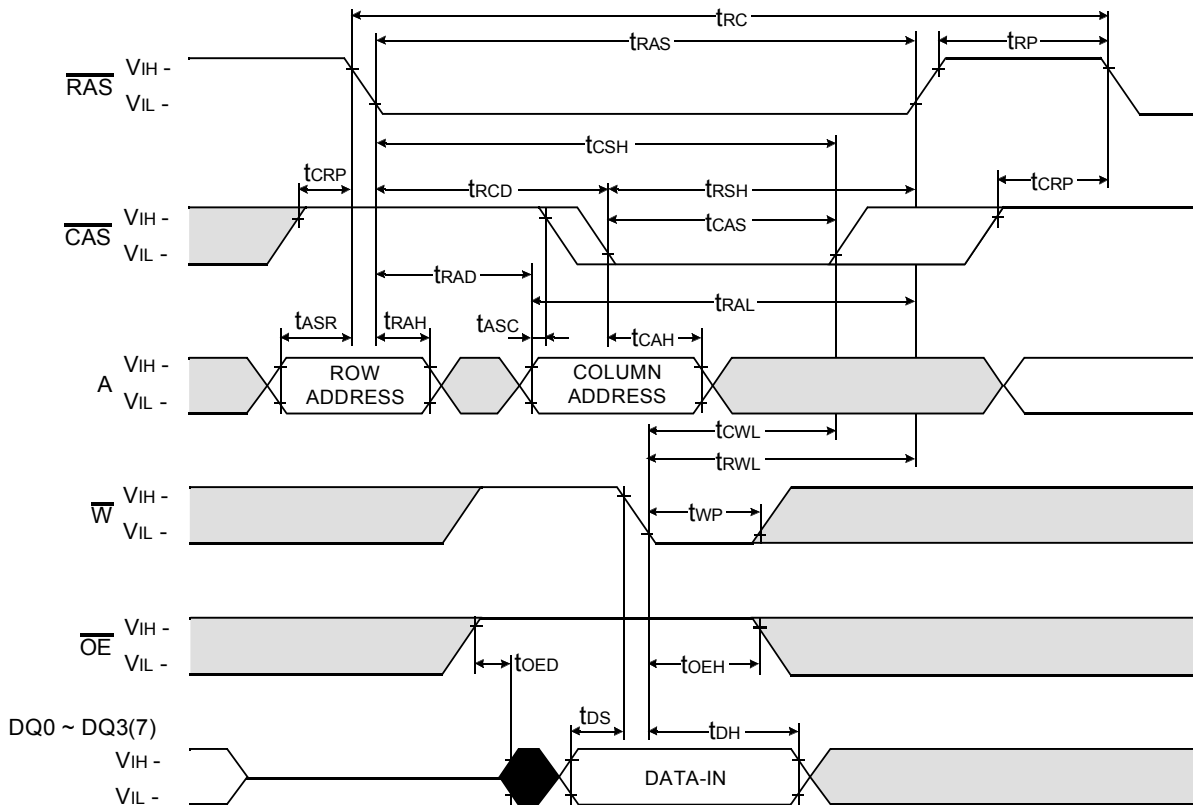 tRC
tRAS
tRP
RAS
VIH -
VIL -
tCSH
tCRP
tRCD
tRSH
tCRP
CAS
VIH -
VIL -
tCAS
tRAD
tRAL
tASR
tRAH
tASC
tCAH
A
VIH -
VIL -
ROW
ADDRESS
COLUMN
ADDRESS
tCWL
tRWL
W
VIH -
VIL -
tWP
OE
VIH -
VIL -
tOED
tOEH
DQ0 ~ DQ3(7)
tDS
tDH
VIH -
VIL -
DATA-IN